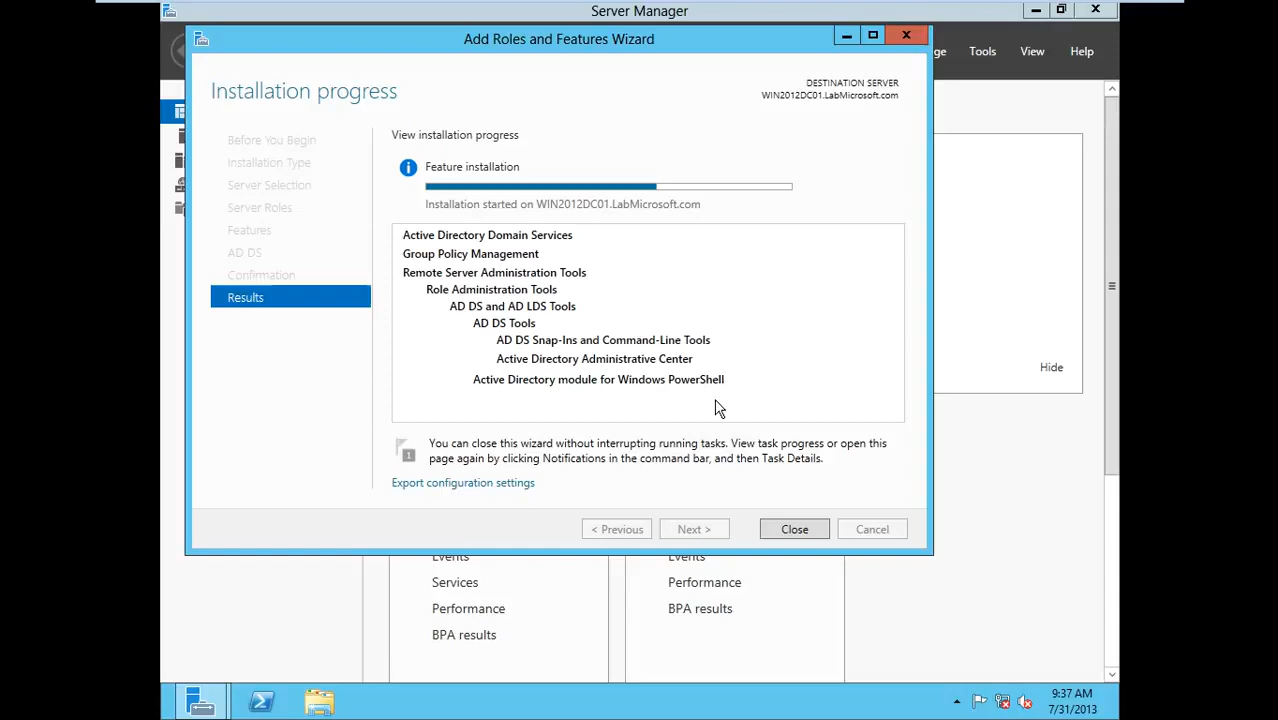 Server Manager
Add Roles and Features Wizard
ge Tools View Help
Installation progress
DESTINATION SERVER
WIN2012DC01.LabMicrosoft.com
Before You Begin
Installation Type
Server Selection
Server Roles
Features
AD DS
Confirmation
Results
View installation progress
Feature installation
Installation started on WIN2012DC01.LabMicrosoft.com
Active Directory Domain Services
Group Policy Management
Remote Server Administration Tools
Role Administration Tools
AD DS and AD LDS Tools
AD DS Tools
AD DS Snap-Ins and Command-Line Tools
Active Directory Administrative Center
Active Directory module for Windows PowerShell
1
You can close this wizard without interrupting running tasks. View task progress or open this
page again by clicking Notifications in the command bar, and then Task Details.
Export configuration settings
< Previous Next > Close Cancel
Hide
Events
Services
Performance
BPA results
Events
Performance
BPA results
9:37 AM
7/31/2013